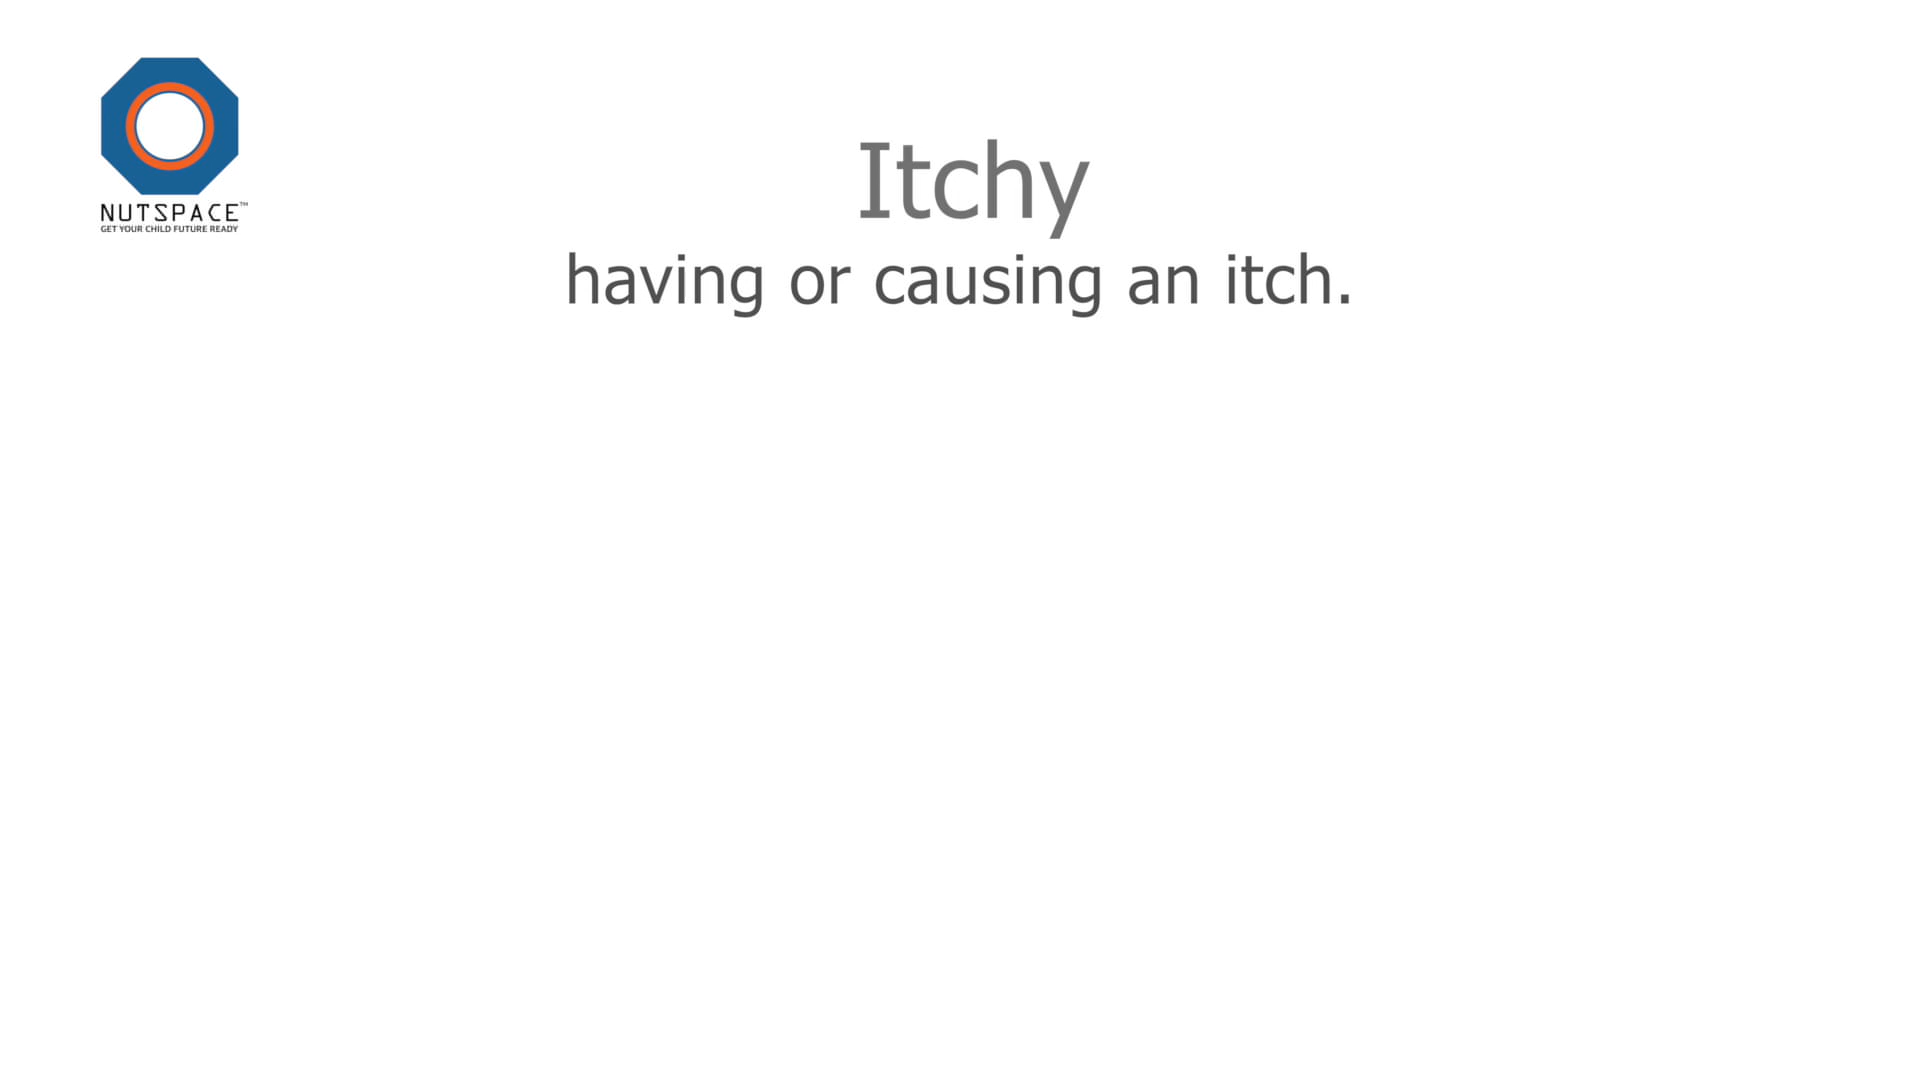 NUTSPACE™
GET YOUR CHILD FUTURE READY
Itchy
having or causing an itch.